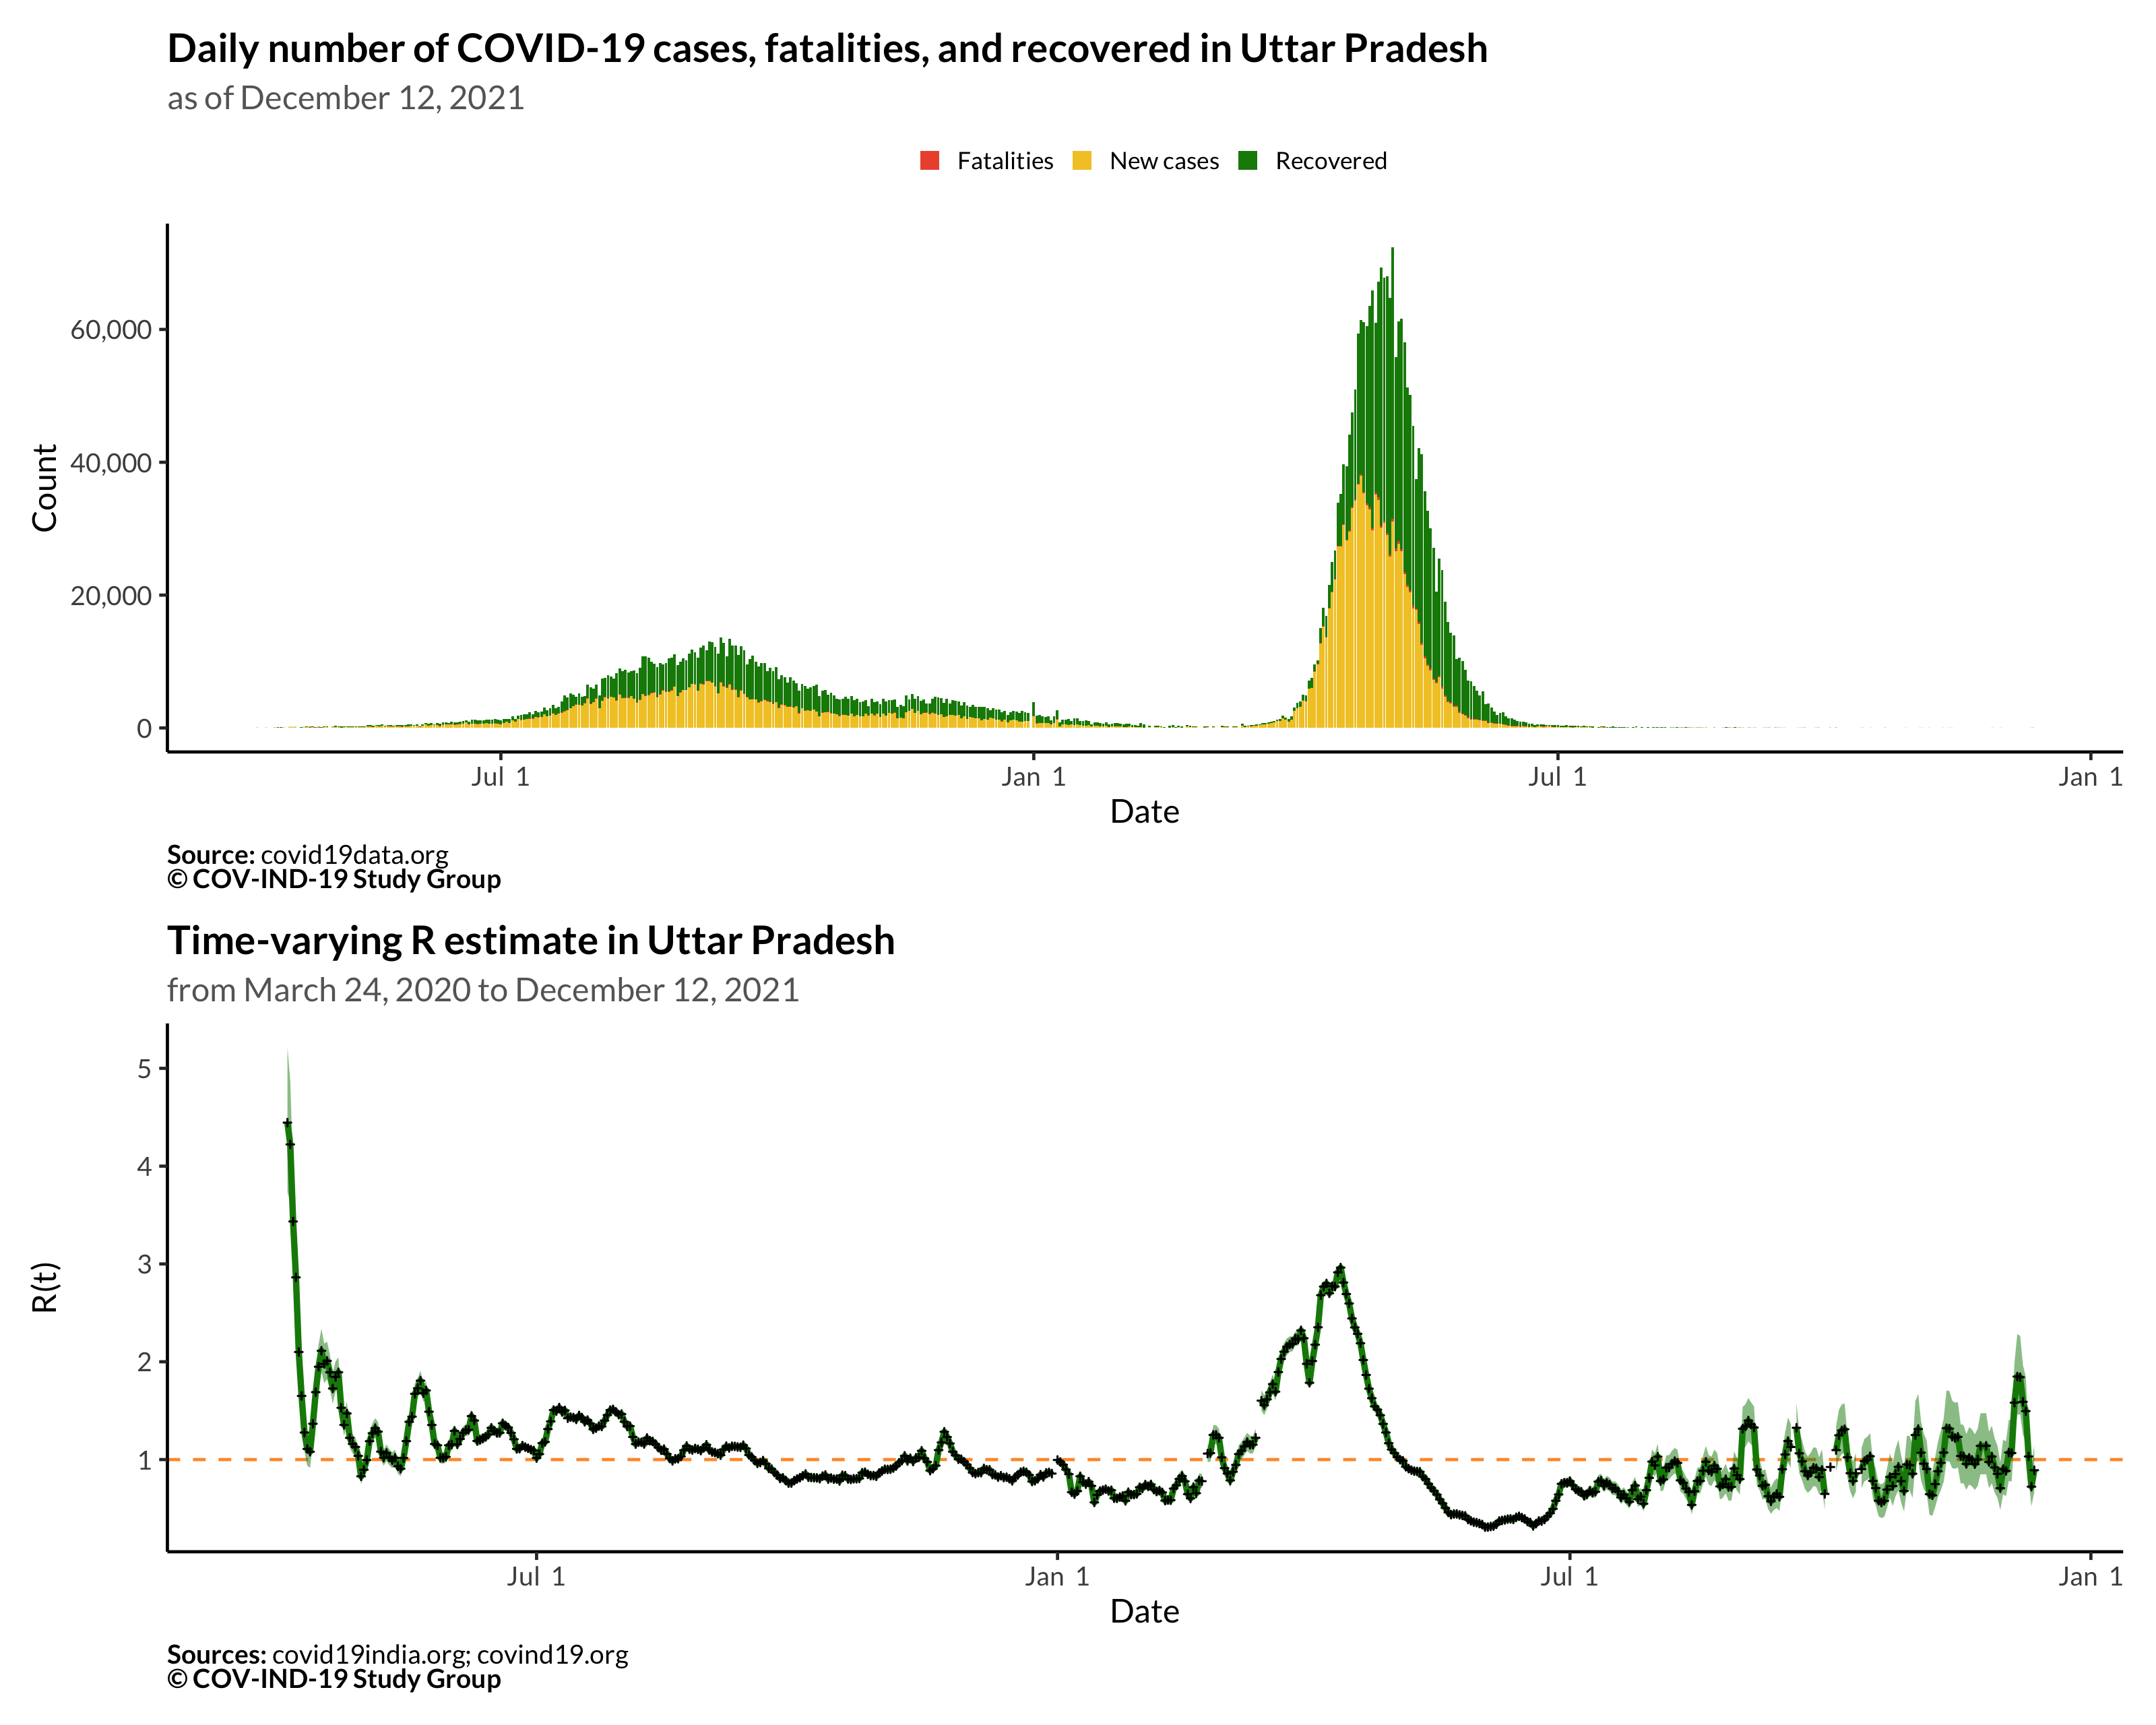 Daily number of COVID-19 cases, fatalities, and recovered in Uttar Pradesh
as of December 12, 2021
Fatalities New cases Recovered
Count
60,000
40,000
20,000
0
Jul 1 Jan 1 Jul 1 Jan 1
Date
Source: covid19data.org
© COV-IND-19 Study Group
Time-varying R estimate in Uttar Pradesh
from March 24, 2020 to December 12, 2021
R(t)
5
4
3
2
1
Jul 1 Jan 1 Jul 1 Jan 1
Date
Sources: covid19india.org; covind19.org
© COV-IND-19 Study Group